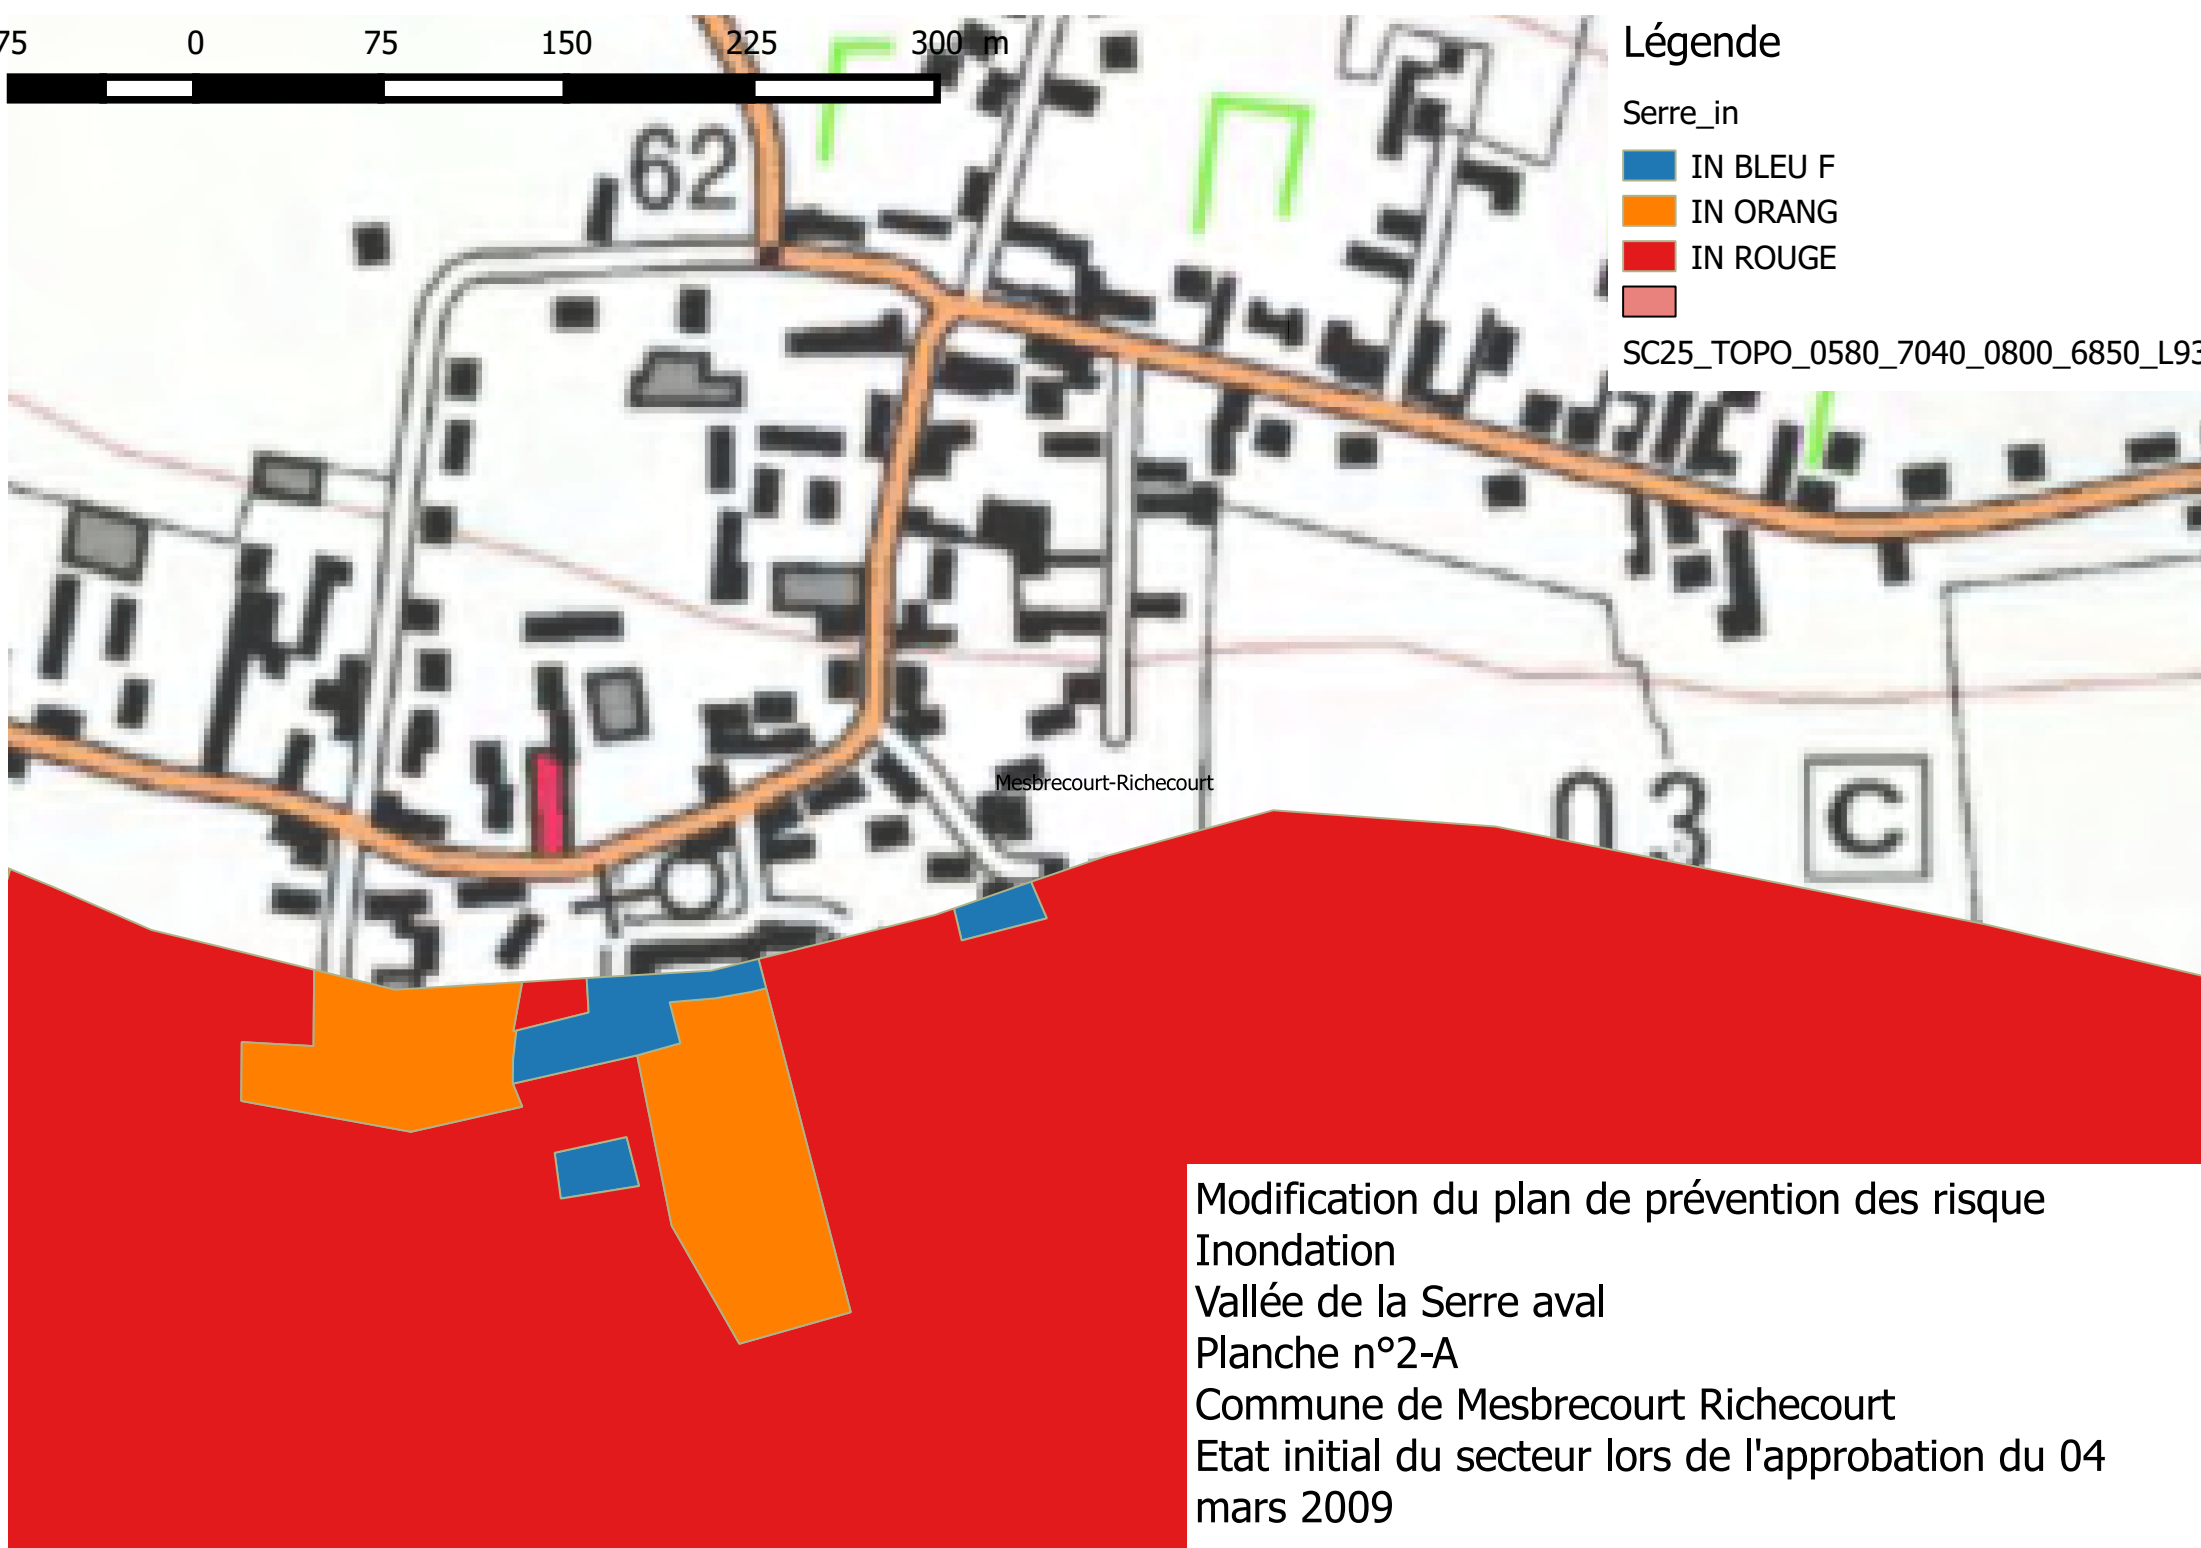 75 0 75 150 225 300 m
Légende
Serre_in
IN BLEU F
IN ORANG
IN ROUGE
SC25_TOPO_0580_7040_0800_6850_L93
62
Mesbrecourt-Richecourt
03
C
Modification du plan de prévention des risque
Inondation
Vallée de la Serre aval
Planche n°2-A
Commune de Mesbrecourt Richecourt
Etat initial du secteur lors de l'approbation du 04
mars 2009